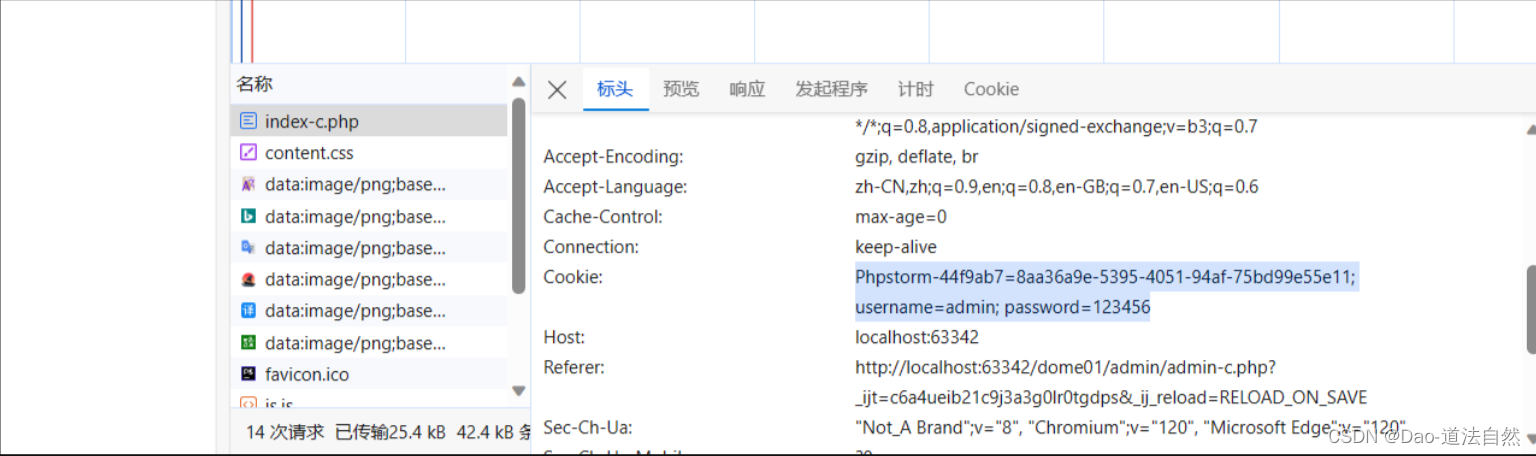 名称
标头 预览 响应 发起程序 计时 Cookie
index-c.php
content.css
data:image/png;base...
data:image/png;base...
data:image/png;base...
data:image/png;base...
data:image/png;base...
data:image/png;base...
favicon.ico
js.js
14 次请求 已传输25.4 kB 42.4 kB 条
*/*;q=0.8,application/signed-exchange;v=b3;q=0.7
Accept-Encoding: gzip, deflate, br
Accept-Language: zh-CN,zh;q=0.9,en;q=0.8,en-GB;q=0.7,en-US;q=0.6
Cache-Control: max-age=0
Connection: keep-alive
Cookie: Phpstorm-44f9ab7=8aa36a9e-5395-4051-94af-75bd99e55e11;
username=admin; password=123456
Host: localhost:63342
Referer: http://localhost:63342/dome01/admin/admin-c.php?
_ijt=c6a4ueib21c9j3a3g0lr0tgdps&_ij_reload=RELOAD_ON_SAVE
Sec-Ch-Ua: "Not_A Brand";v="8", "Chromium";v="120", "Microsoft Edge";v="120"
CSDN @Dao-道法自然